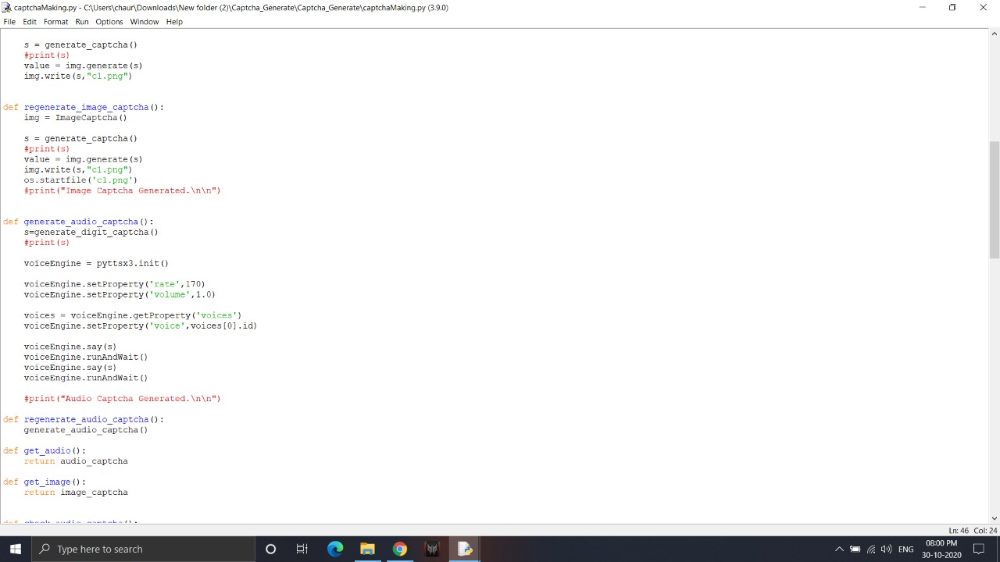 captchaMaking.py - C:\Users\chaur\Downloads\New folder (2)\Captcha_Generate\Captcha_Generate\captchaMaking.py (3.9.0)
File Edit Format Run Options Window Help
s = generate_captcha()
#print(s)
value = img.generate(s)
img.write(s,"c1.png")
def regenerate_image_captcha():
img = ImageCaptcha()
s = generate_captcha()
#print(s)
value = img.generate(s)
img.write(s,"c1.png")
os.startfile('c1.png')
#print("Image Captcha Generated.\n\n")
def generate_audio_captcha():
s=generate_digit_captcha()
#print(s)
voiceEngine = pyttsx3.init()
voiceEngine.setProperty('rate',170)
voiceEngine.setProperty('volume',1.0)
voices = voiceEngine.getProperty('voices')
voiceEngine.setProperty('voice',voices[0].id)
voiceEngine.say(s)
voiceEngine.runAndWait()
voiceEngine.say(s)
voiceEngine.runAndWait()
#print("Audio Captcha Generated.\n\n")
def regenerate_audio_captcha():
generate_audio_captcha()
def get_audio():
return audio_captcha
def get_image():
return image_captcha
def check_audio_captcha():
Ln: 46 Col: 24
Type here to search
ENG
08:00 PM
30-10-2020